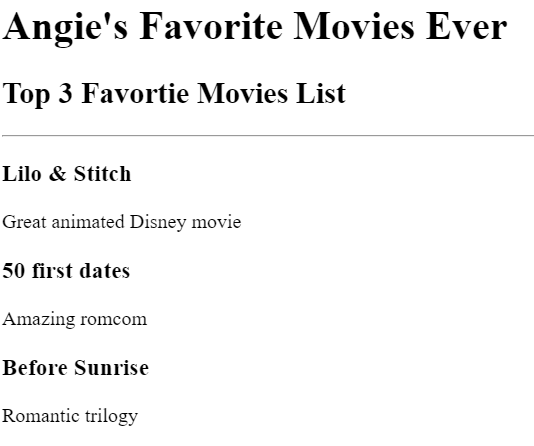 Angie's Favorite Movies Ever
Top 3 Favortie Movies List
Lilo & Stitch
Great animated Disney movie
50 first dates
Amazing romcom
Before Sunrise
Romantic trilogy